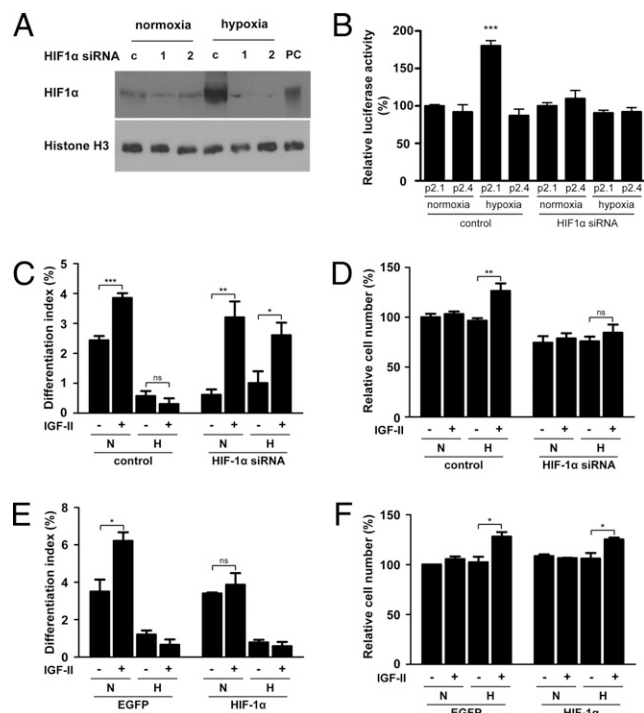 A
normoxia hypoxia
HIF1α siRNA c 1 2 c 1 2 PC
HIF1α
Histone H3
B
Relative luciferase activity (%)
200
150
100
50
0
***
p2.1 p2.4 p2.1 p2.4 p2.1 p2.4 p2.1 p2.4
normoxia hypoxia normoxia hypoxia
control HIF1α siRNA
C
Differentiation index (%)
5
4
3
2
1
0
*** ns ** *
IGF-II - + - + - + - +
N H N H
control HIF-1α siRNA
D
Relative cell number (%)
150
100
50
0
** ns
IGF-II - + - + - + - +
N H N H
control HIF-1α siRNA
E
Differentiation index (%)
8
6
4
2
0
* ns
IGF-II - + - + - + - +
N H N H
EGFP HIF-1α
F
Relative cell number (%)
150
100
50
0
* *
IGF-II - + - + - + - +
N H N H
EGFP HIF-1α